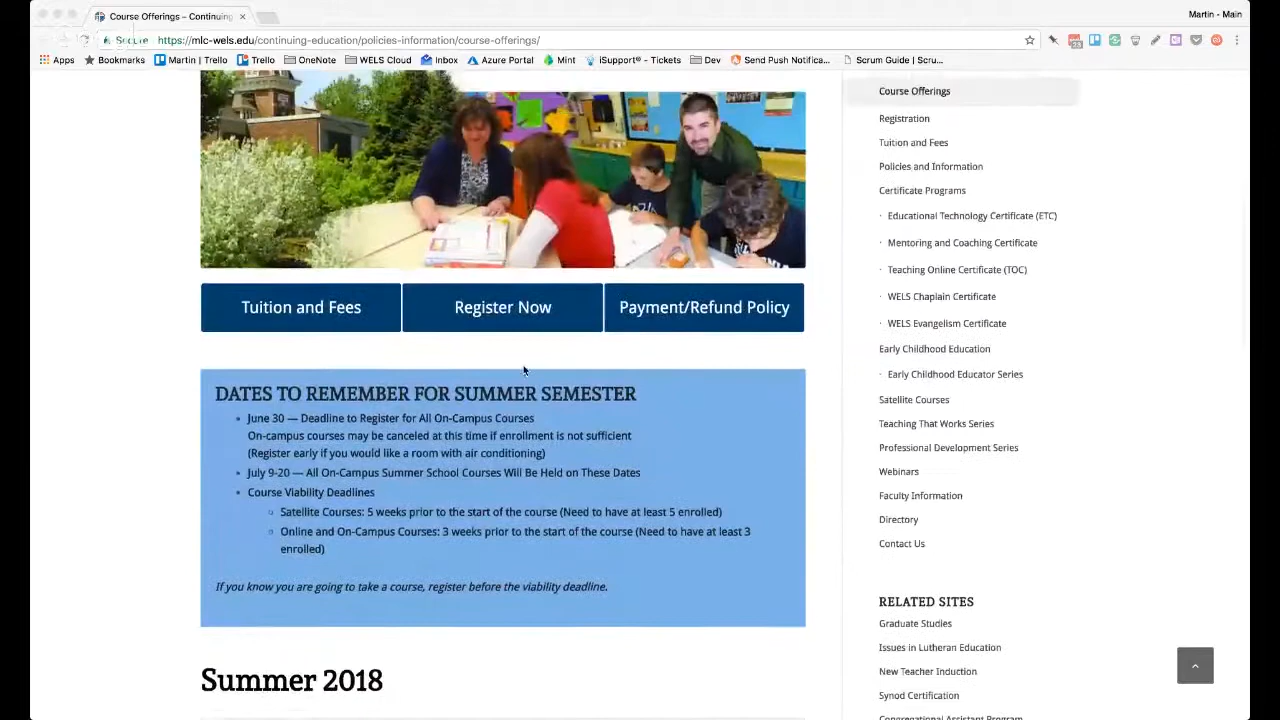 Course Offerings – Continuing
Martin - Main
Secure https://mlc-wels.edu/continuing-education/policies-information/course-offerings/
23
Apps Bookmarks Martin | Trello Trello OneNote WELS Cloud Inbox Azure Portal Mint iSupport® - Tickets Dev Send Push Notifica... Scrum Guide | Scru...
Tuition and Fees
Register Now
Payment/Refund Policy
DATES TO REMEMBER FOR SUMMER SEMESTER
June 30 — Deadline to Register for All On-Campus Courses
On-campus courses may be canceled at this time if enrollment is not sufficient
(Register early if you would like a room with air conditioning)
July 9-20 — All On-Campus Summer School Courses Will Be Held on These Dates
Course Viability Deadlines
Satellite Courses: 5 weeks prior to the start of the course (Need to have at least 5 enrolled)
Online and On-Campus Courses: 3 weeks prior to the start of the course (Need to have at least 3
enrolled)
If you know you are going to take a course, register before the viability deadline.
Summer 2018
Course Offerings
Registration
Tuition and Fees
Policies and Information
Certificate Programs
Educational Technology Certificate (ETC)
Mentoring and Coaching Certificate
Teaching Online Certificate (TOC)
WELS Chaplain Certificate
WELS Evangelism Certificate
Early Childhood Education
Early Childhood Educator Series
Satellite Courses
Teaching That Works Series
Professional Development Series
Webinars
Faculty Information
Directory
Contact Us
RELATED SITES
Graduate Studies
Issues in Lutheran Education
New Teacher Induction
Synod Certification
Congregational Assistant Program